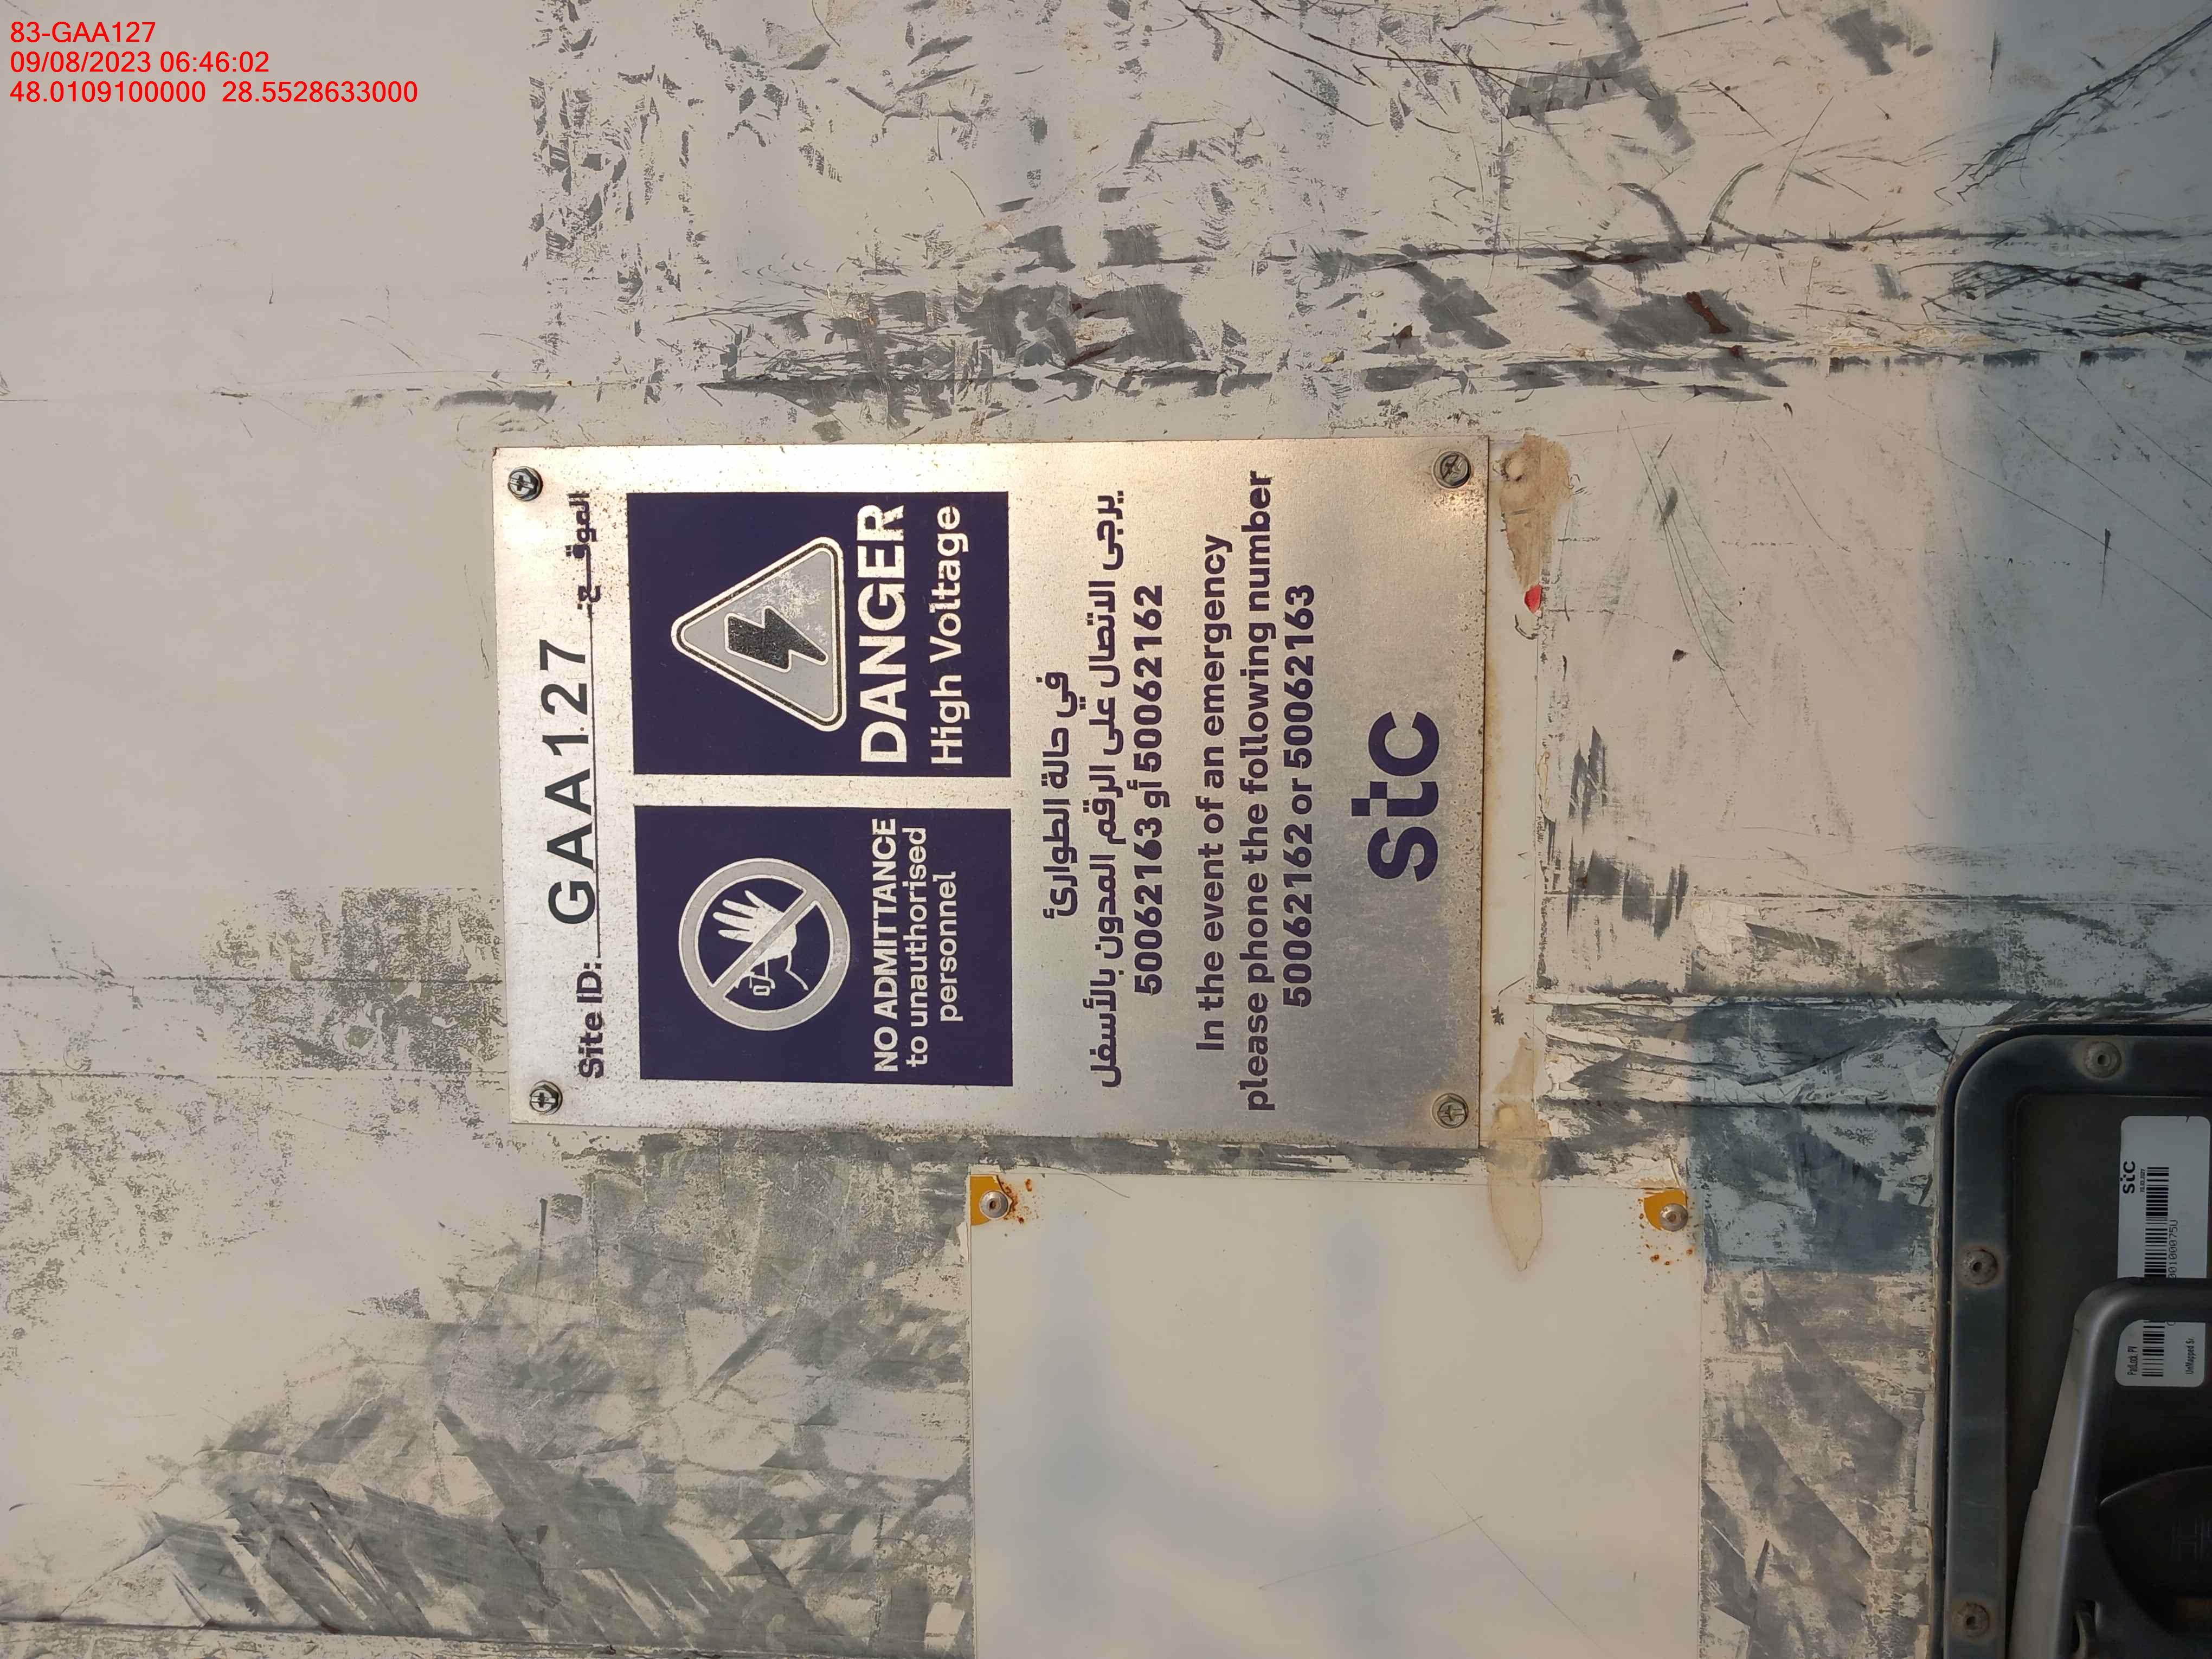 83-GAA127
09/08/2023 06:46:02
48.0109100000 28.5528633000
Site ID: GAA127 الموقــع:
NO ADMITTANCE
to unauthorised
personnel
DANGER
High Voltage
في حالة الطوارئ
يرجى الاتصال على الرقم المدون بالأسفل
50062163 أو 50062162
In the event of an emergency
please phone the following number
50062162 or 50062163
stc
stc